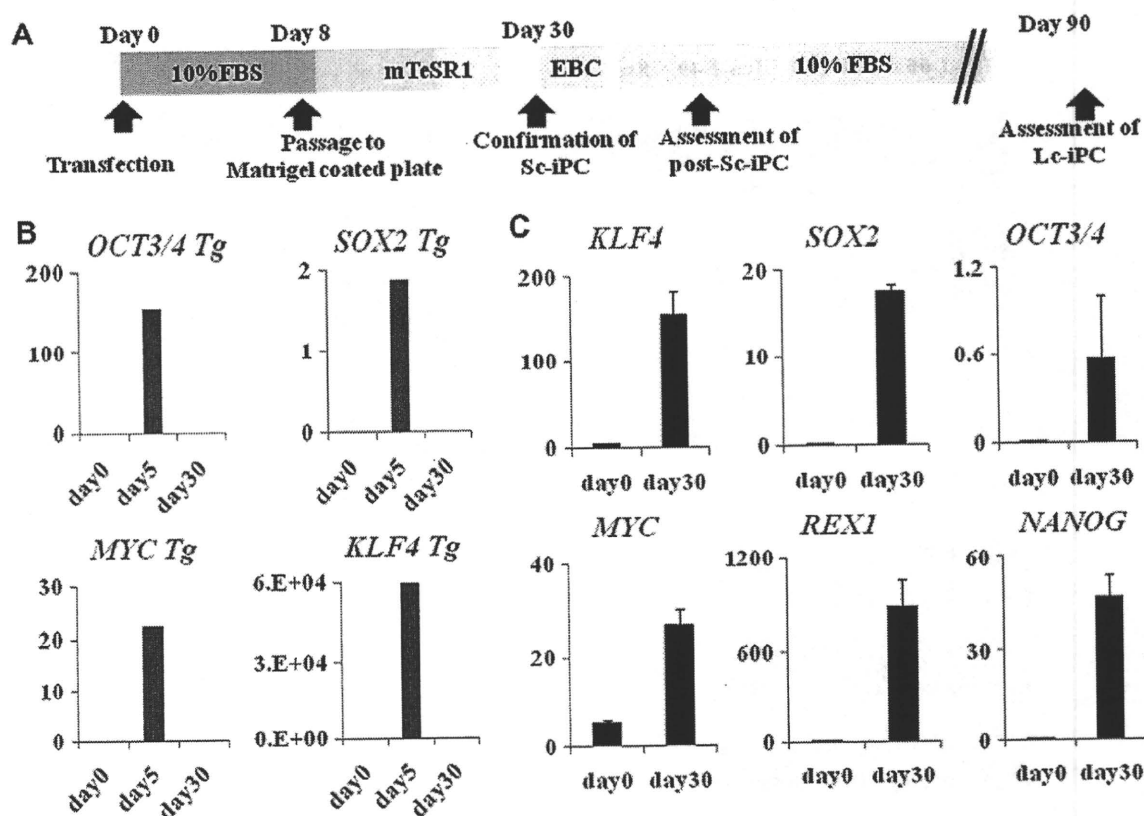 A
Day 0
Day 8
Day 30
Day 90
10%FBS
mTeSR1
EBC
10% FBS
Transfection
Passage to
Matrigel coated plate
Confirmation of
Sc-iPC
Assessment of
post-Sc-iPC
Assessment of
Lc-iPC
B
OCT3/4 Tg
200
100
0
day0
day5
day30
SOX2 Tg
2
1
0
day0
day5
day30
MYC Tg
30
20
10
0
day0
day5
day30
KLF4 Tg
6.E+04
3.E+04
0.E+00
day0
day5
day30
C
KLF4
200
100
0
day0 day30
SOX2
20
10
0
day0 day30
OCT3/4
1.2
0.6
0
day0 day30
MYC
40
20
0
day0 day30
REX1
1200
600
0
day0 day30
NANOG
60
30
0
day0 day30